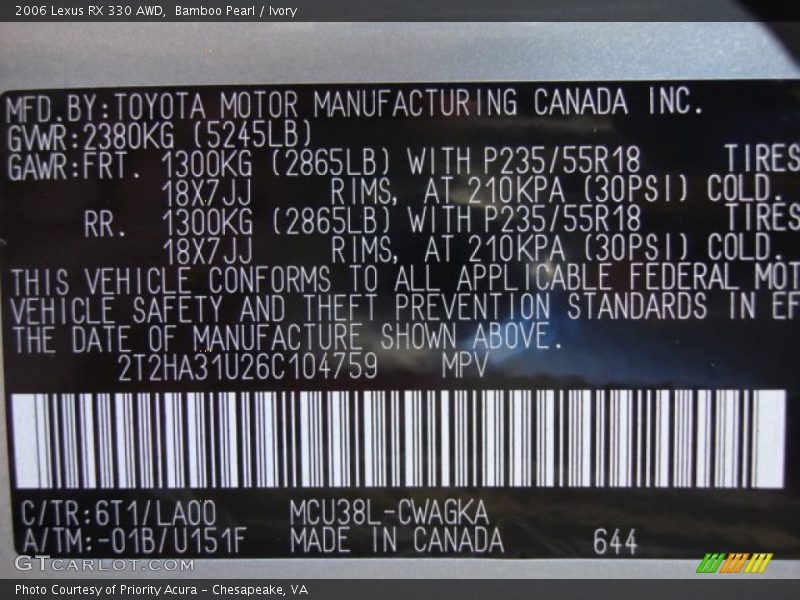 2006 Lexus RX 330 AWD,  Bamboo Pearl / Ivory
MFD.BY:TOYOTA MOTOR MANUFACTURING CANADA INC.
GVWR:2380KG (5245LB)
GAWR:FRT. 1300KG (2865LB) WITH P235/55R18 TIRES
18X7JJ RIMS, AT 210KPA (30PSI) COLD.
RR. 1300KG (2865LB) WITH P235/55R18 TIRES
18X7JJ RIMS, AT 210KPA (30PSI) COLD.
THIS VEHICLE CONFORMS TO ALL APPLICABLE FEDERAL MOT
VEHICLE SAFETY AND THEFT PREVENTION STANDARDS IN EF
THE DATE OF MANUFACTURE SHOWN ABOVE.
2T2HA31U26C104759 MPV
C/TR:6T1/LA00 MCU38L-CWAGKA
A/TM:-01B/U151F MADE IN CANADA 644
GTCARLOT.COM
Photo Courtesy of Priority Acura – Chesapeake, VA